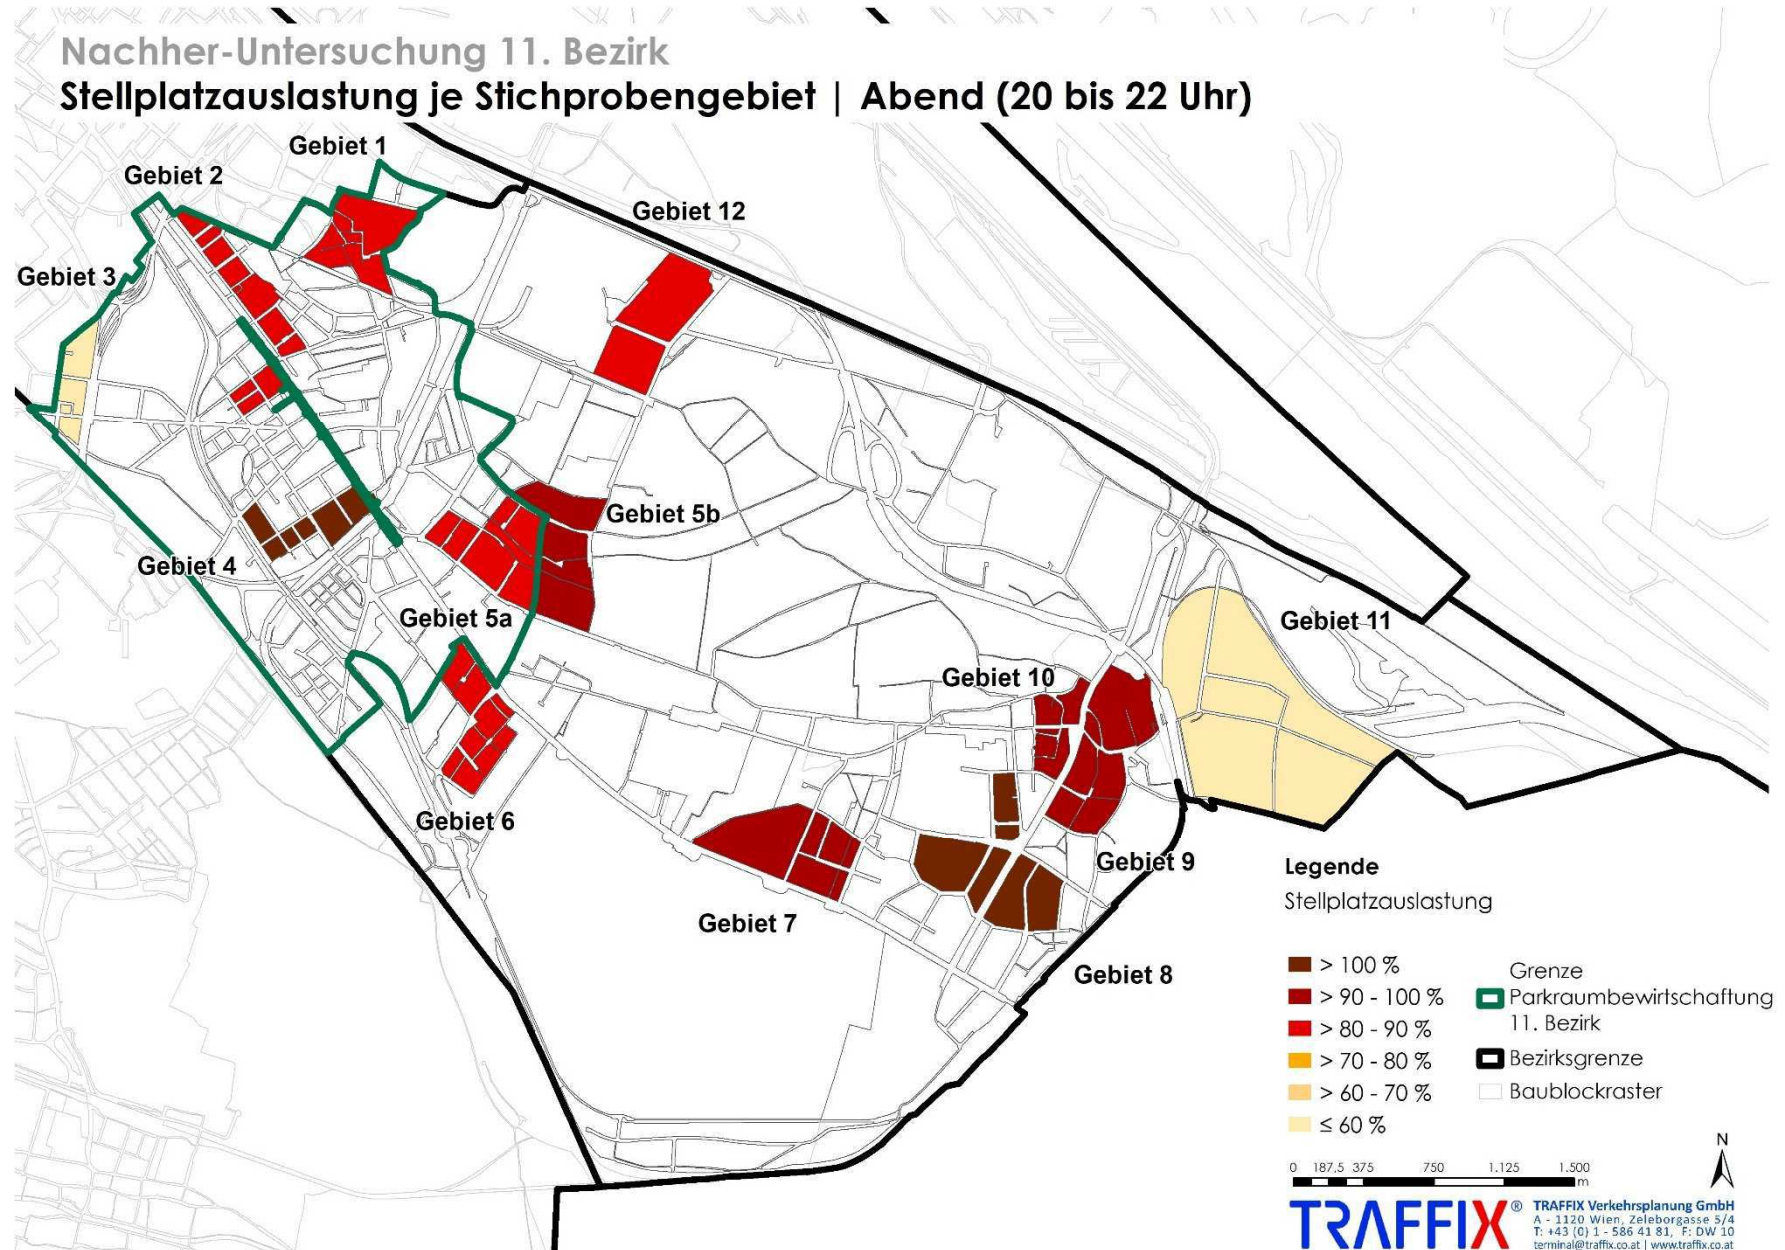 Nachher-Untersuchung 11. Bezirk
Stellplatzauslastung je Stichprobengebiet | Abend (20 bis 22 Uhr)
Gebiet 1
Gebiet 2
Gebiet 12
Gebiet 3
Gebiet 5b
Gebiet 4
Gebiet 5a
Gebiet 11
Gebiet 10
Gebiet 6
Gebiet 9
Gebiet 7
Gebiet 8
Legende
Stellplatzauslastung
> 100 %
> 90 - 100 %
> 80 - 90 %
> 70 - 80 %
> 60 - 70 %
≤ 60 %
Grenze
Parkraumbewirtschaftung
11. Bezirk
Bezirksgrenze
Baublockraster
N
0 187,5 375 750 1.125 1.500
m
TRAFFIX®
TRAFFIX Verkehrsplanung GmbH
A - 1120 Wien, Zeleborgasse 5/4
T: +43 (0) 1 - 586 41 81, F: DW 10
terminal@traffix.co.at | www.traffix.co.at